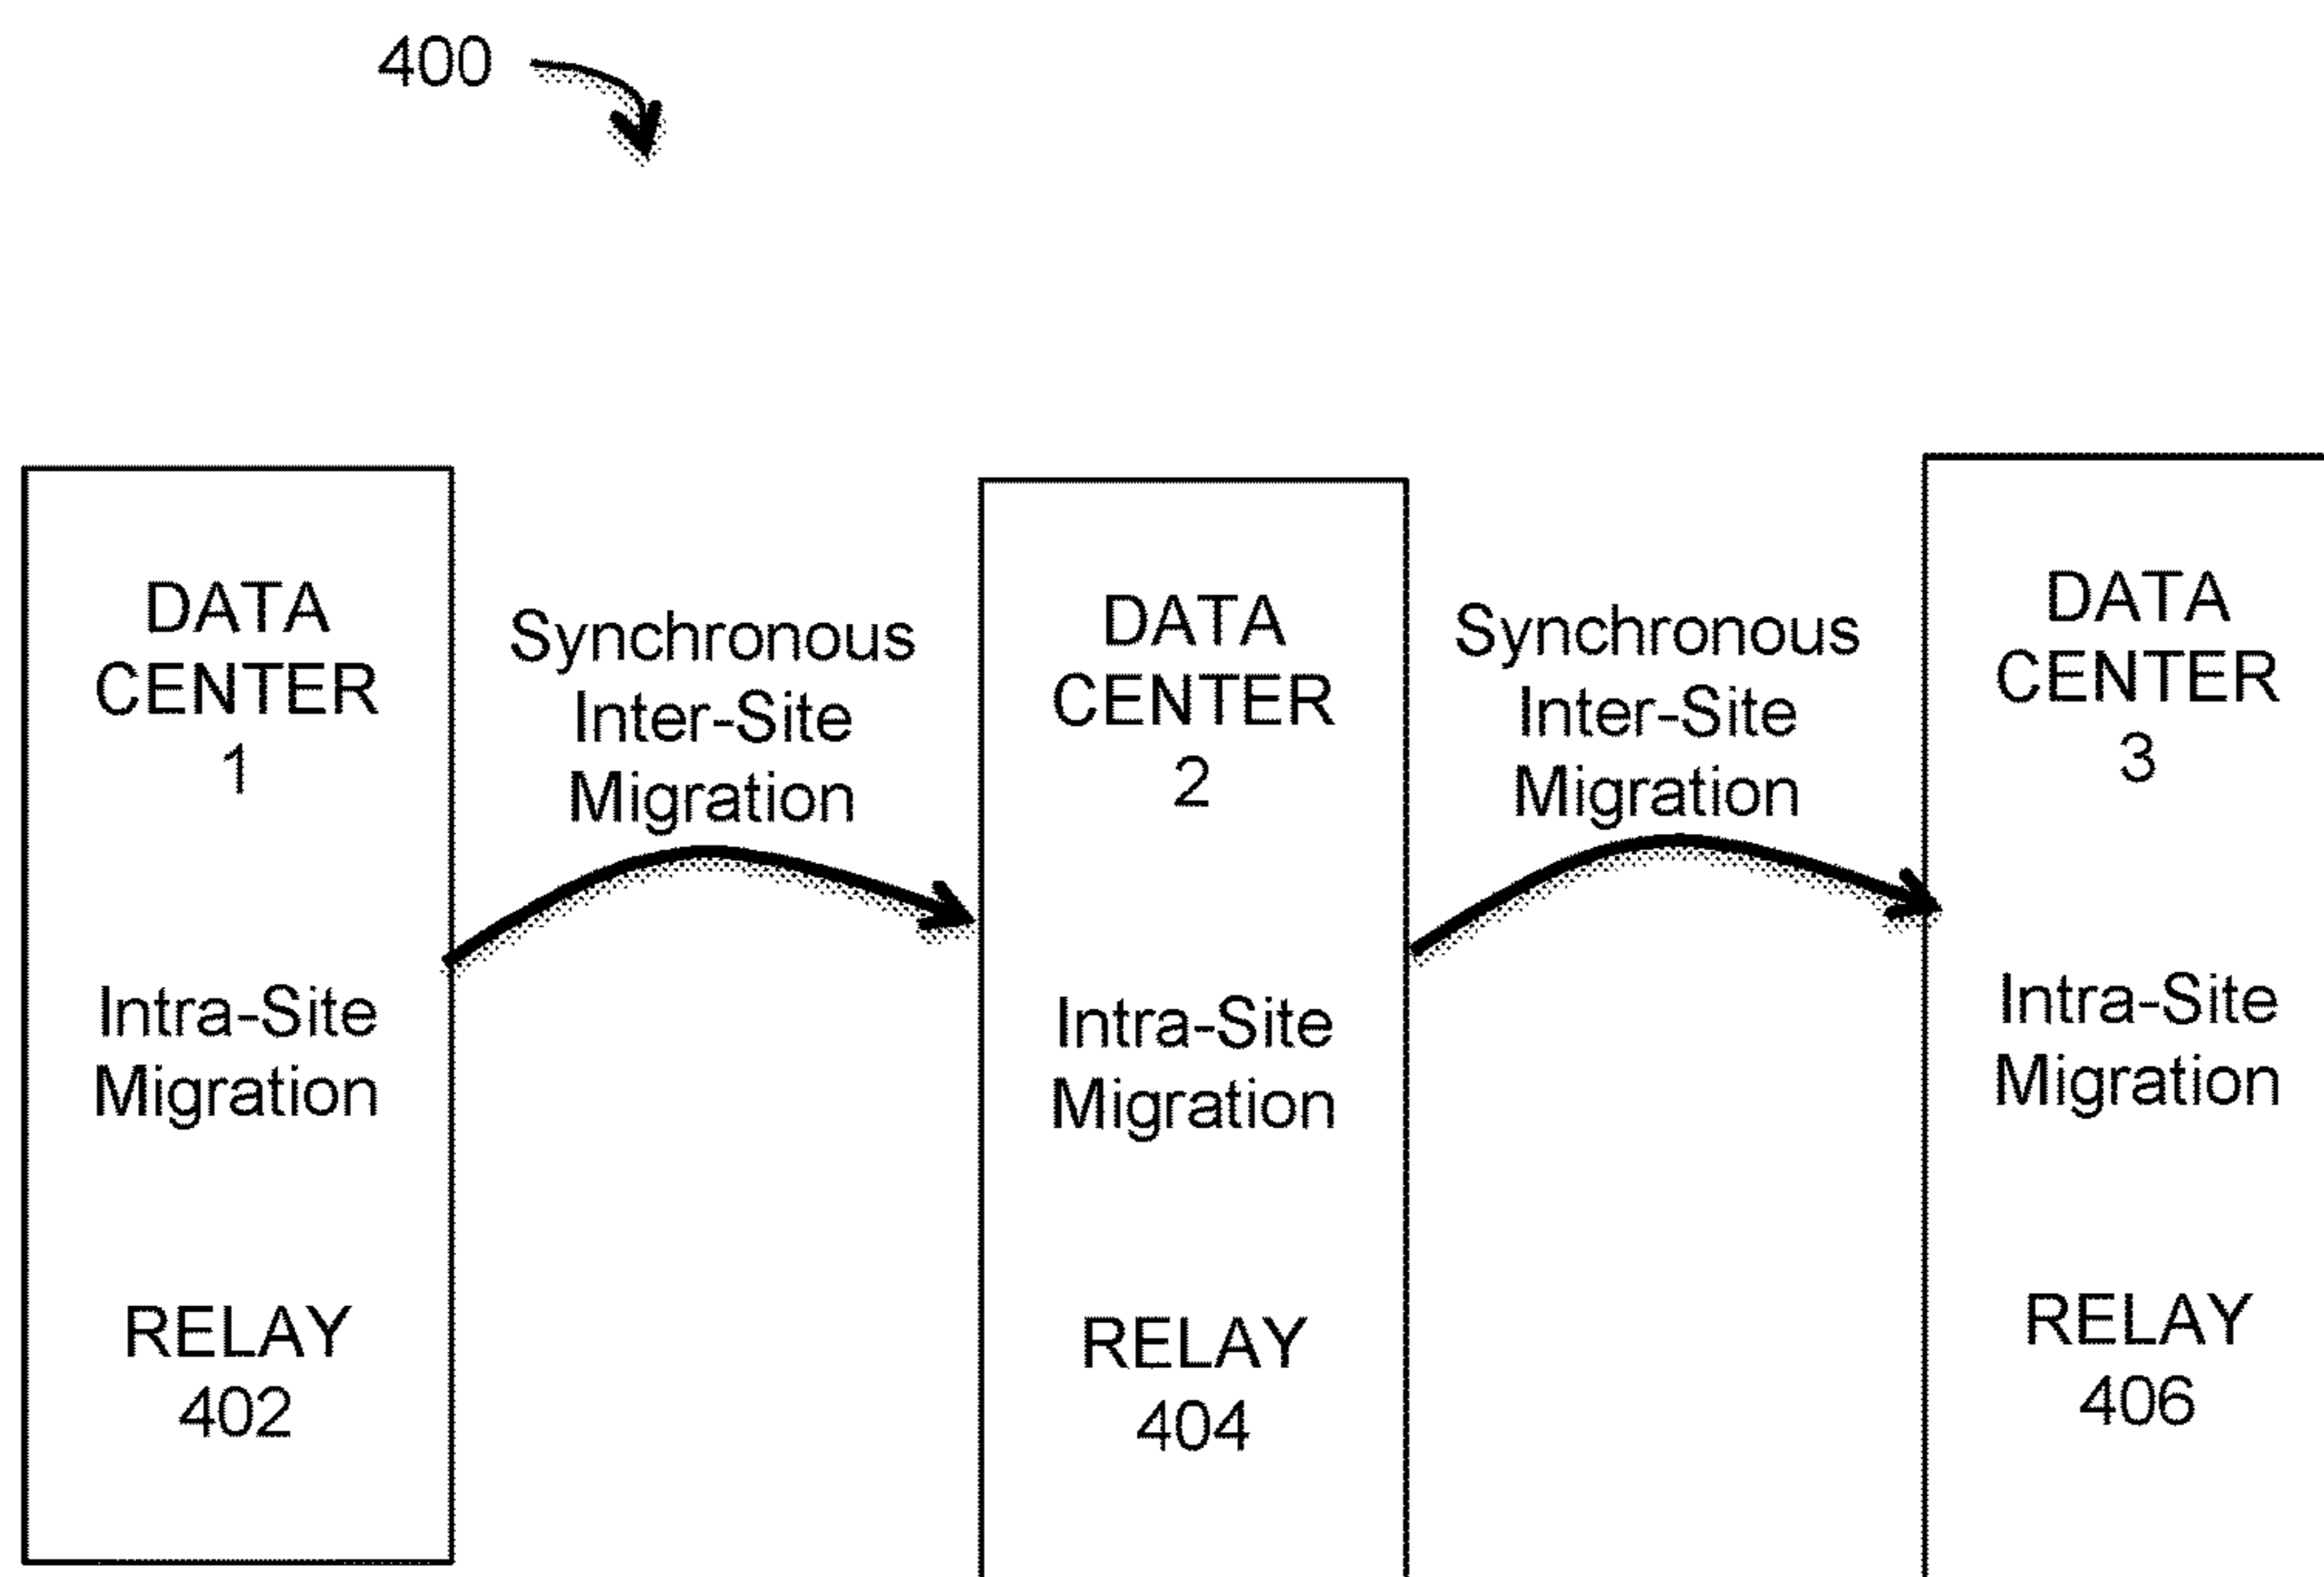 400
DATA
CENTER
1
Intra-Site
Migration
RELAY
402
Synchronous
Inter-Site
Migration
DATA
CENTER
2
Intra-Site
Migration
RELAY
404
Synchronous
Inter-Site
Migration
DATA
CENTER
3
Intra-Site
Migration
RELAY
406